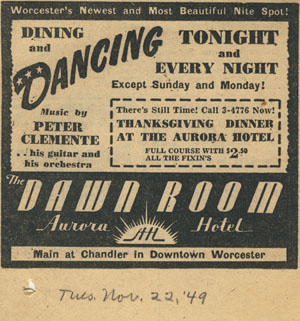 Worcester's Newest and Most Beautiful Nite Spot!
DINING
and
DANCING
TONIGHT
and
EVERY NIGHT
Except Sunday and Monday!
Music by
PETER
CLEMENTE
. . his guitar and
his orchestra
There's Still Time! Call 5-4776 Now!
THANKSGIVING DINNER
AT THE AURORA HOTEL
FULL COURSE WITH
ALL THE FIXIN'S
$2.50
The
DAWN ROOM
Aurora AH Hotel
Main at Chandler in Downtown Worcester
Tues. Nov. 22, '49